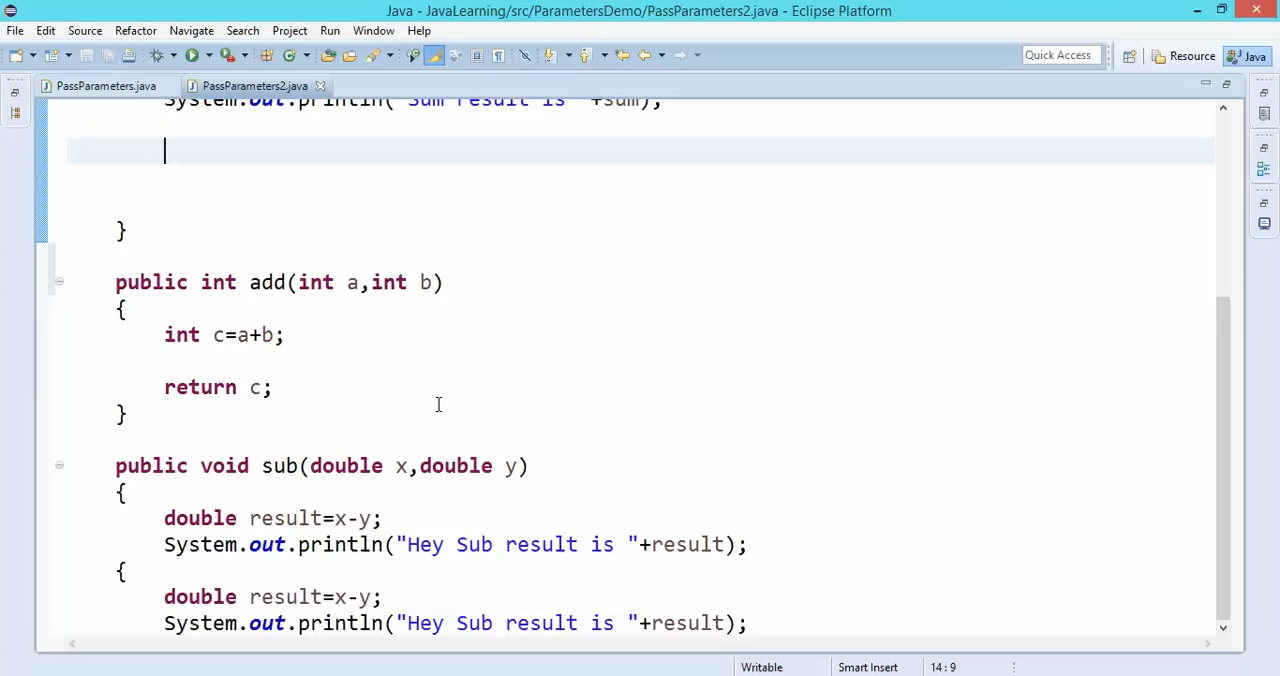 Java - JavaLearning/src/ParametersDemo/PassParameters2.java - Eclipse Platform
File Edit Source Refactor Navigate Search Project Run Window Help
Quick Access Resource Java
PassParameters.java PassParameters2.java
System.out.println("Sum result is "+sum);
}
public int add(int a,int b)
{
int c=a+b;
return c;
}
public void sub(double x,double y)
{
double result=x-y;
System.out.println("Hey Sub result is "+result);
{
double result=x-y;
System.out.println("Hey Sub result is "+result);
Writable Smart Insert 14:9